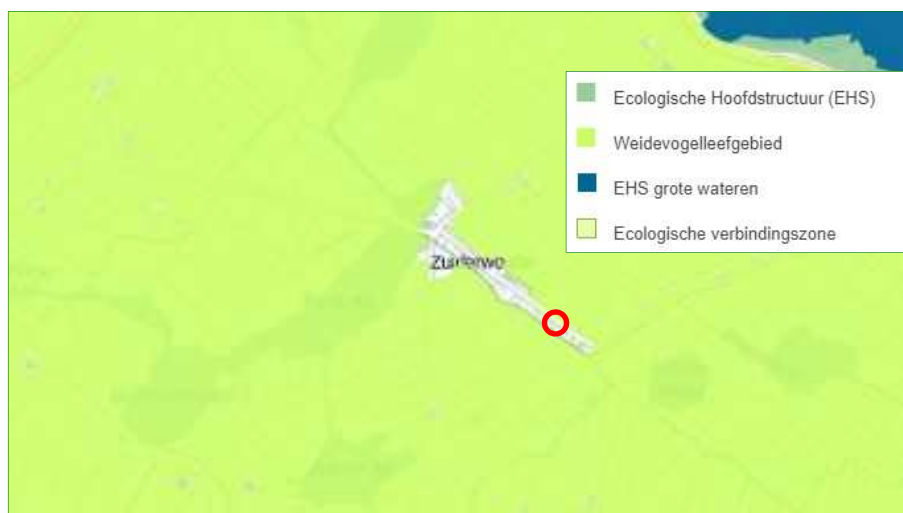 Ecologische Hoofdstructuur (EHS)
Weidevogelleefgebied
EHS grote wateren
Ecologische verbindingszone